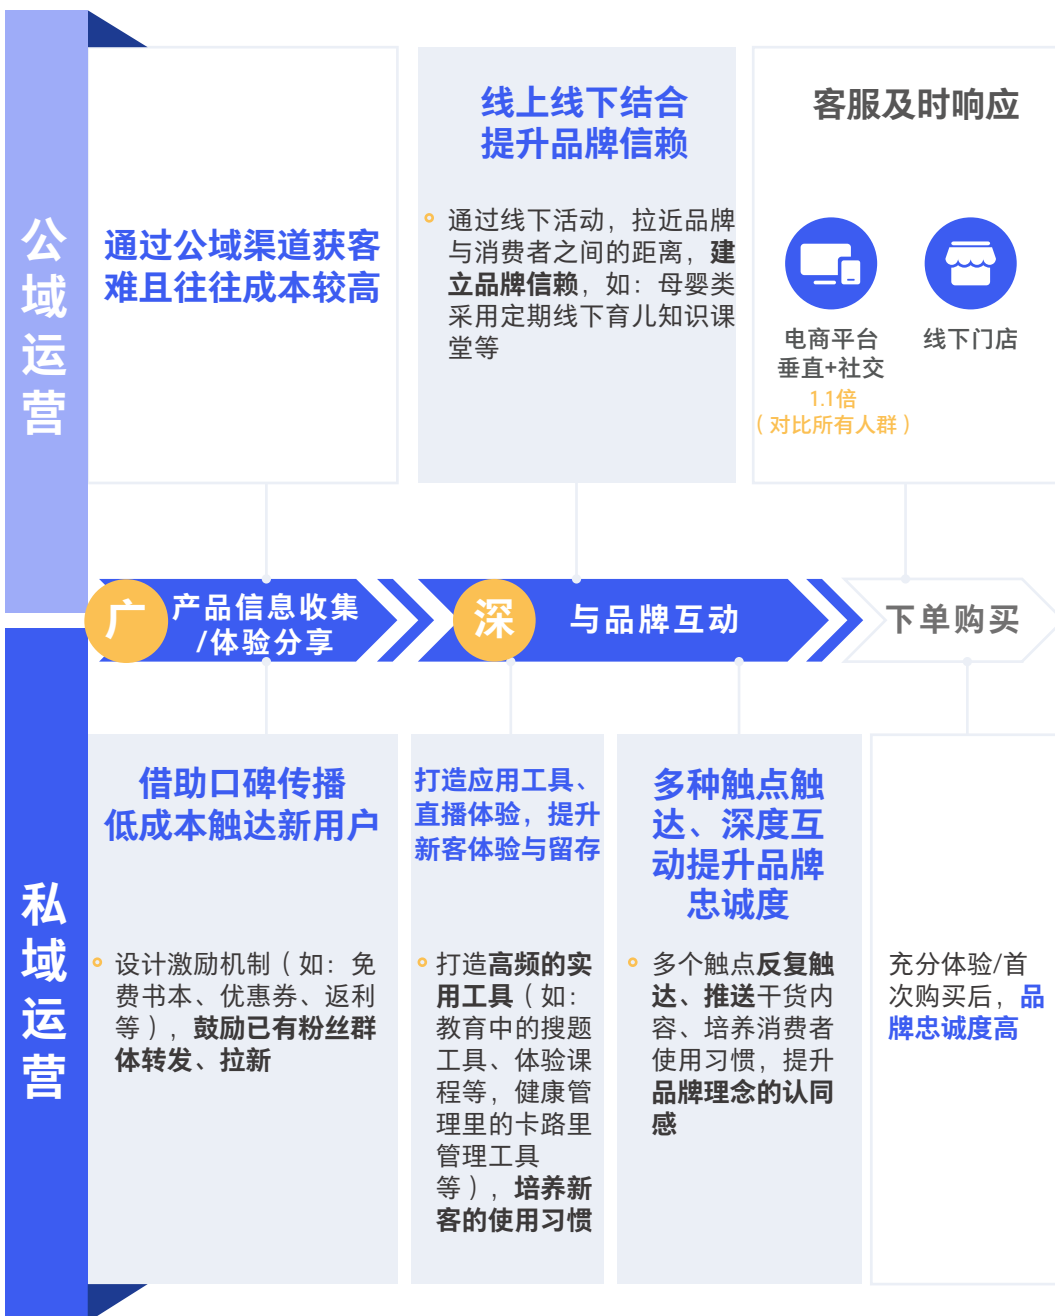 公域运营
通过公域渠道获客
难且往往成本较高
线上线下结合
提升品牌信赖
通过线下活动，拉近品牌
与消费者之间的距离，建
立品牌信赖，如：母婴类
采用定期线下育儿知识课
堂等
客服及时响应
电商平台
垂直+社交
1.1倍
（对比所有人群）
线下门店
广
产品信息收集
/体验分享
深
与品牌互动
下单购买
私域运营
借助口碑传播
低成本触达新用户
设计激励机制（如：免
费书本、优惠券、返利
等），鼓励已有粉丝群
体转发、拉新
打造应用工具、
直播体验，提升
新客体验与留存
打造高频的实
用工具（如：
教育中的搜题
工具、体验课
程等，健康管
理里的卡路里
管理工具
等），培养新
客的使用习惯
多种触点触
达、深度互
动提升品牌
忠诚度
多个触点反复触
达、推送干货内
容、培养消费者
使用习惯，提升
品牌理念的认同
感
充分体验/首
次购买后，品
牌忠诚度高